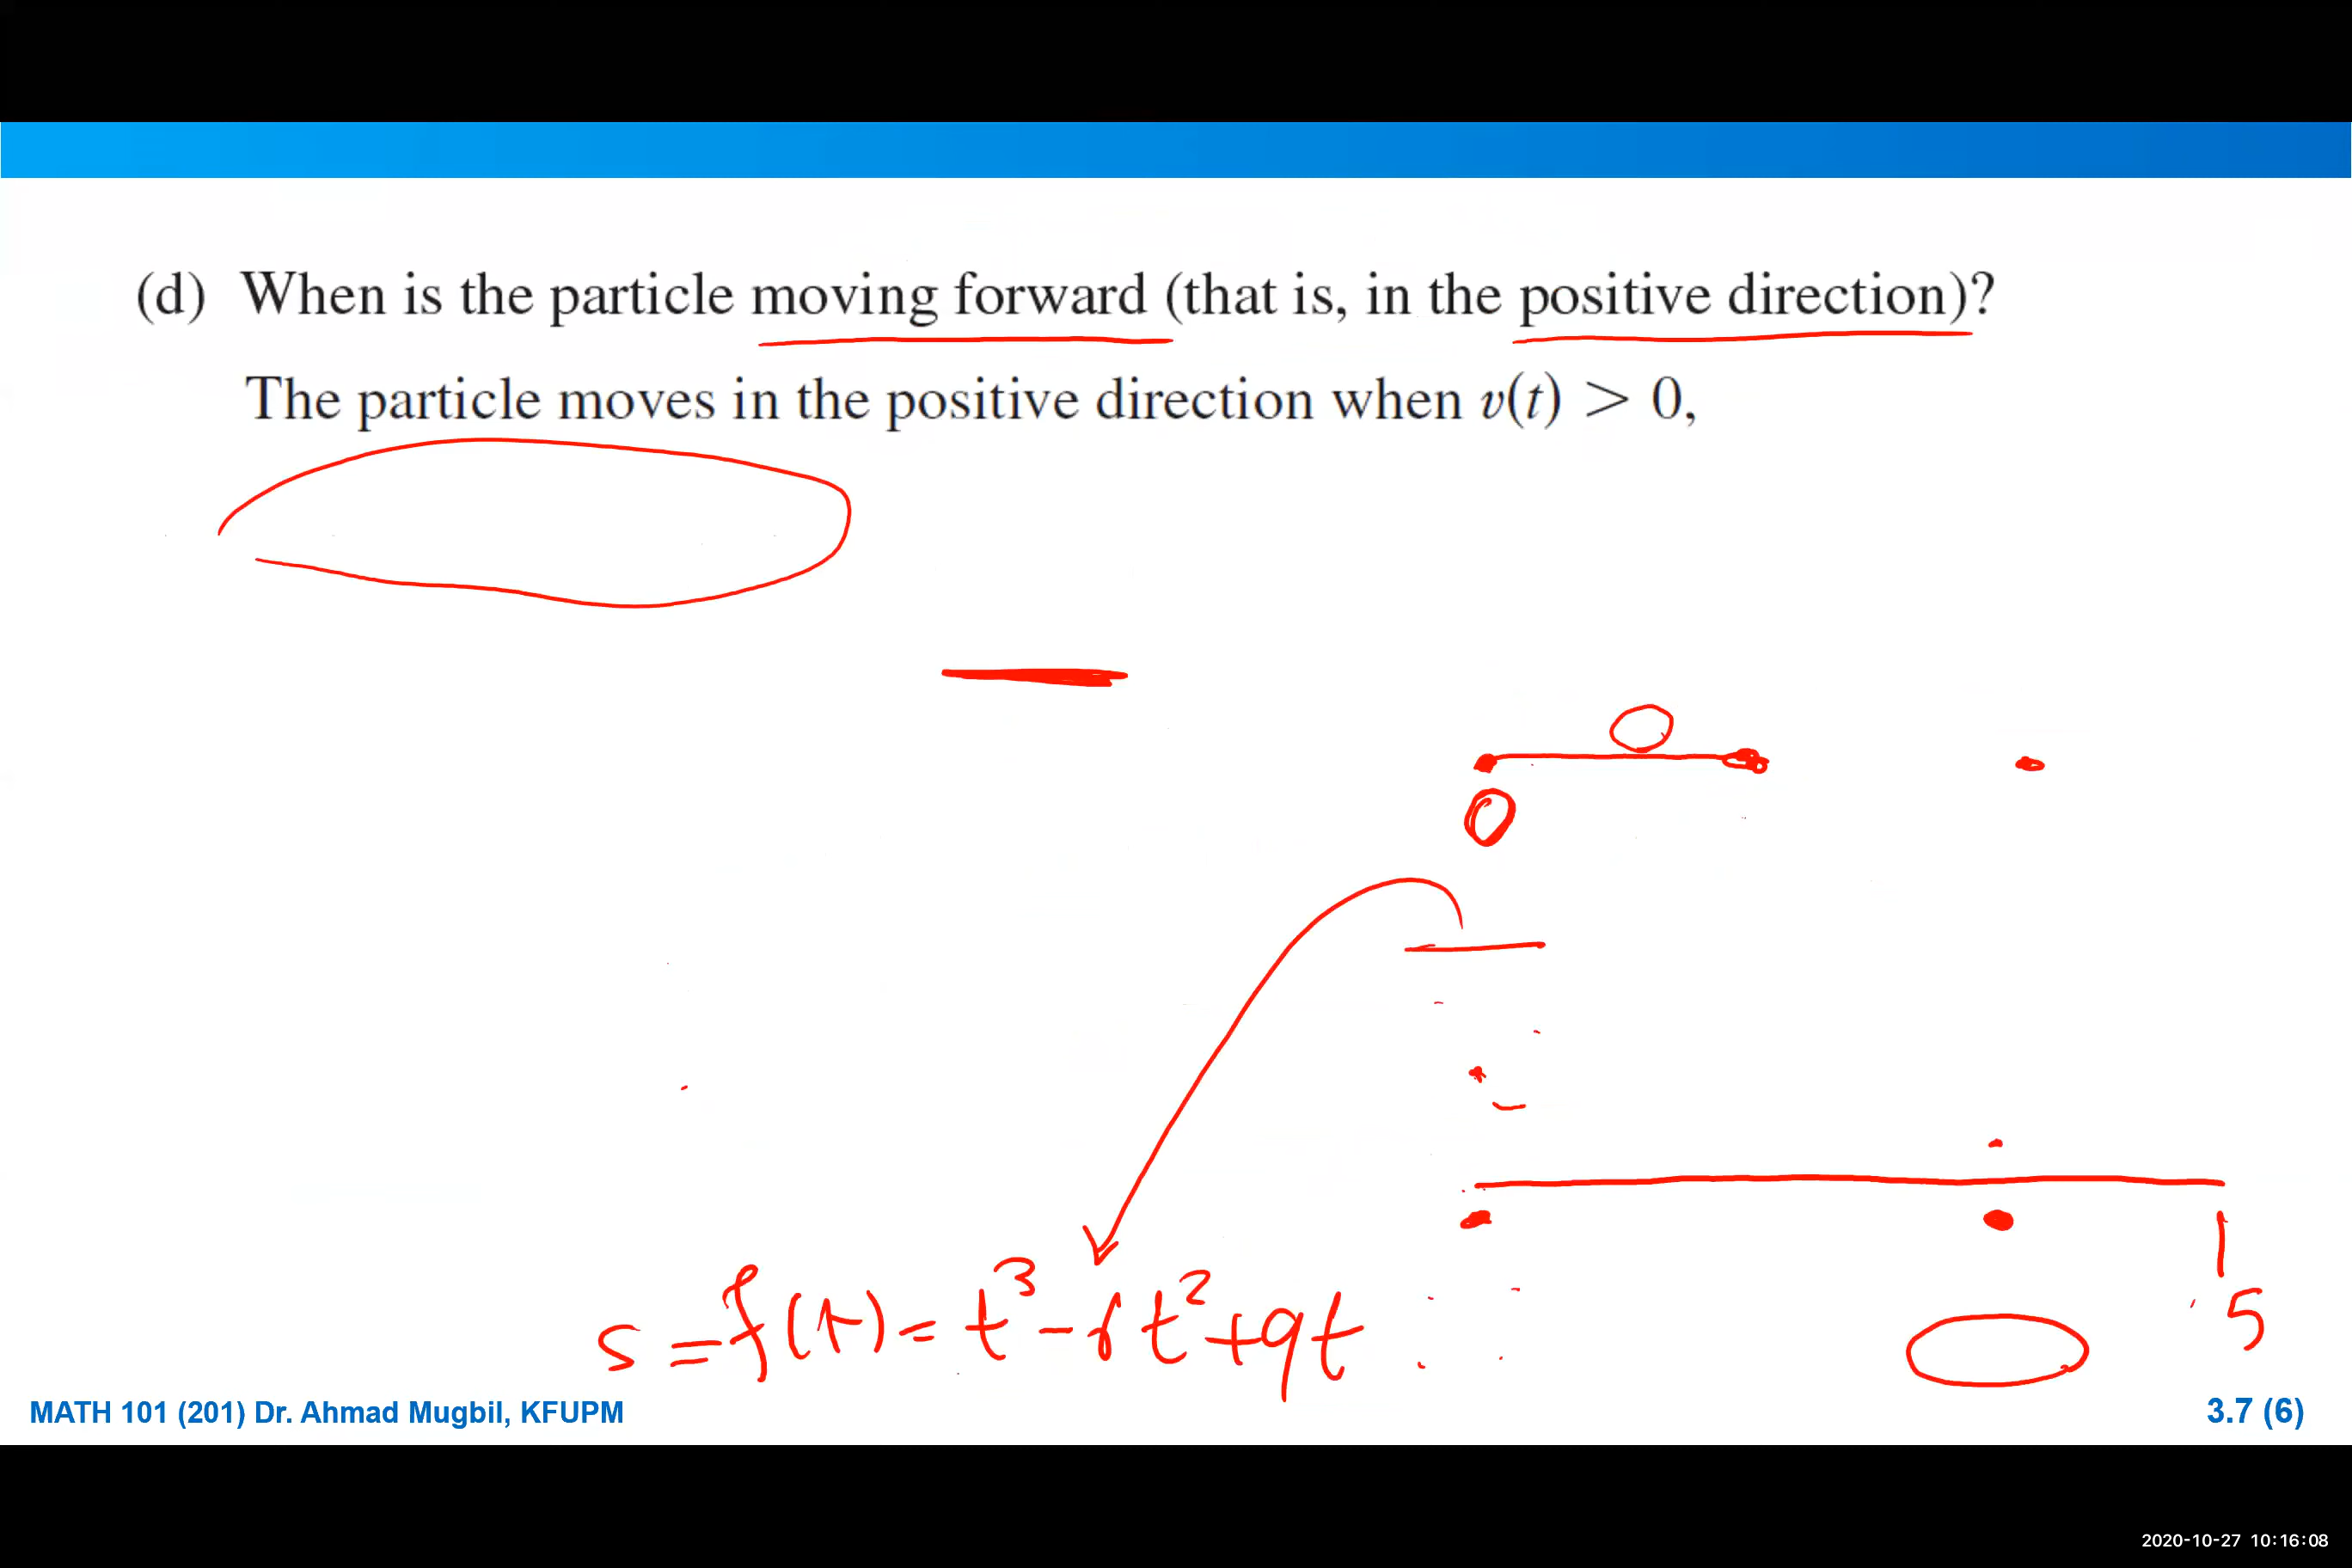 (d) When is the particle moving forward (that is, in the positive direction)?
The particle moves in the positive direction when v(t) > 0,
0
s = f(t) = t³ - 6t² + 9t
5
MATH 101 (201) Dr. Ahmad Mugbil, KFUPM
3.7 (6)
2020-10-27 10:16:08